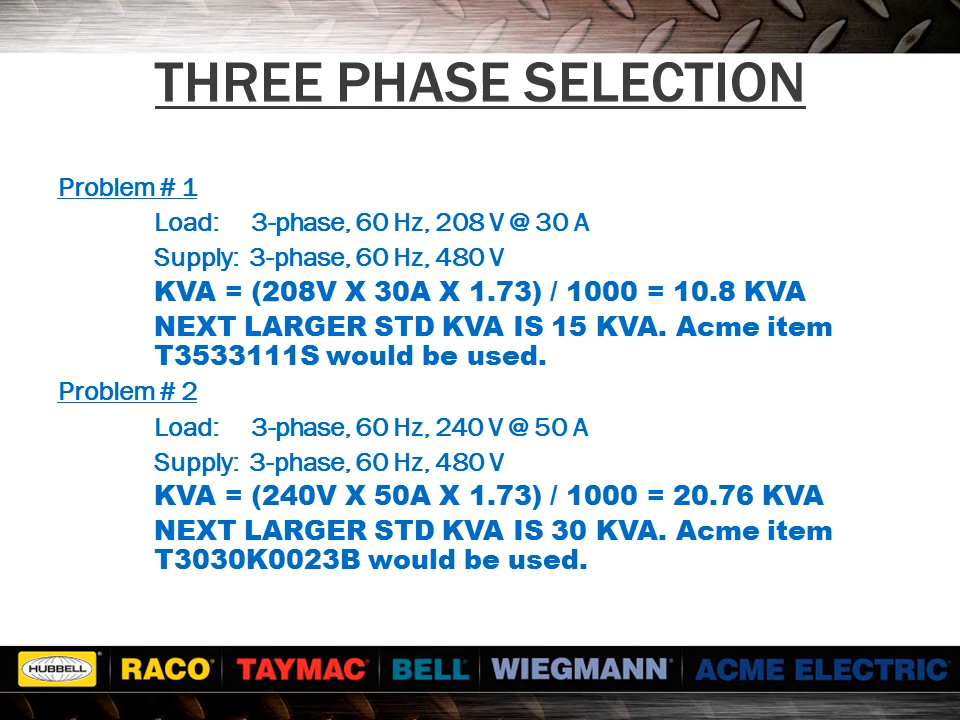 THREE PHASE SELECTION
Problem # 1
Load: 3-phase, 60 Hz, 208 V @ 30 A
Supply: 3-phase, 60 Hz, 480 V
KVA = (208V X 30A X 1.73) / 1000 = 10.8 KVA
NEXT LARGER STD KVA IS 15 KVA. Acme item
T3533111S would be used.
Problem # 2
Load: 3-phase, 60 Hz, 240 V @ 50 A
Supply: 3-phase, 60 Hz, 480 V
KVA = (240V X 50A X 1.73) / 1000 = 20.76 KVA
NEXT LARGER STD KVA IS 30 KVA. Acme item
T3030K0023B would be used.
HUBBELL® RACO® TAYMAC® BELL® WIEGMANN® ACME ELECTRIC®